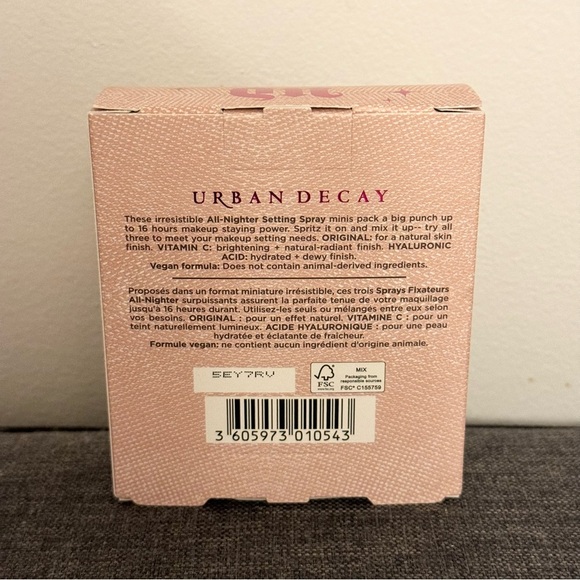 URBAN DECAY
These irresistible All-Nighter Setting Spray minis pack a big punch up
to 16 hours makeup staying power. Spritz it on and mix it up-- try all
three to meet your makeup setting needs. ORIGINAL: for a natural skin
finish. VITAMIN C: brightening + natural-radiant finish. HYALURONIC
ACID: hydrated + dewy finish.
Vegan formula: Does not contain animal-derived ingredients.
Proposés dans un format miniature irrésistible, ces trois Sprays Fixateurs
All-Nighter surpuissants assurent la parfaite tenue de votre maquillage
jusqu'à 16 heures durant. Utilisez-les seuls ou mélangés entre eux selon
vos besoins. ORIGINAL : pour un effet naturel. VITAMINE C : pour un
teint naturellement lumineux. ACIDE HYALURONIQUE : pour une peau
hydratée et éclatante de fraîcheur.
Formule vegan: ne contient aucun ingrédient d'origine animale.
5EY7RV
FSC
www.fsc.org
MIX
Packaging from
responsible sources
FSC® C155759
3 605973 010543